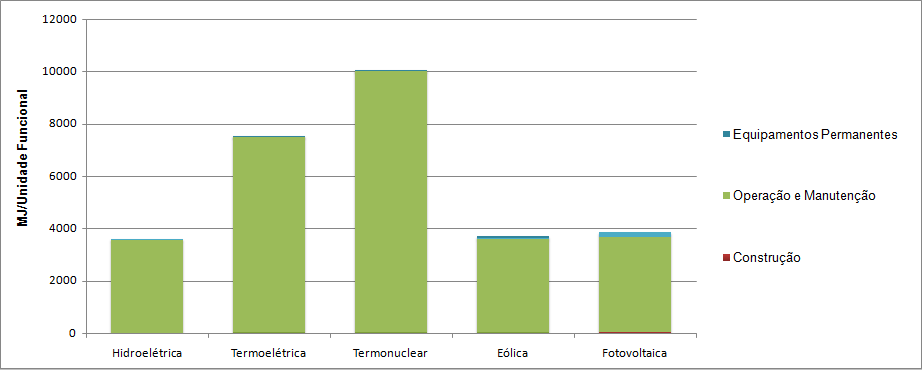 12000
10000
8000
6000
4000
2000
0
MJ/Unidade Funcional
Hidroelétrica
Termoelétrica
Termonuclear
Eólica
Fotovoltaica
Equipamentos Permanentes
Operação e Manutenção
Construção